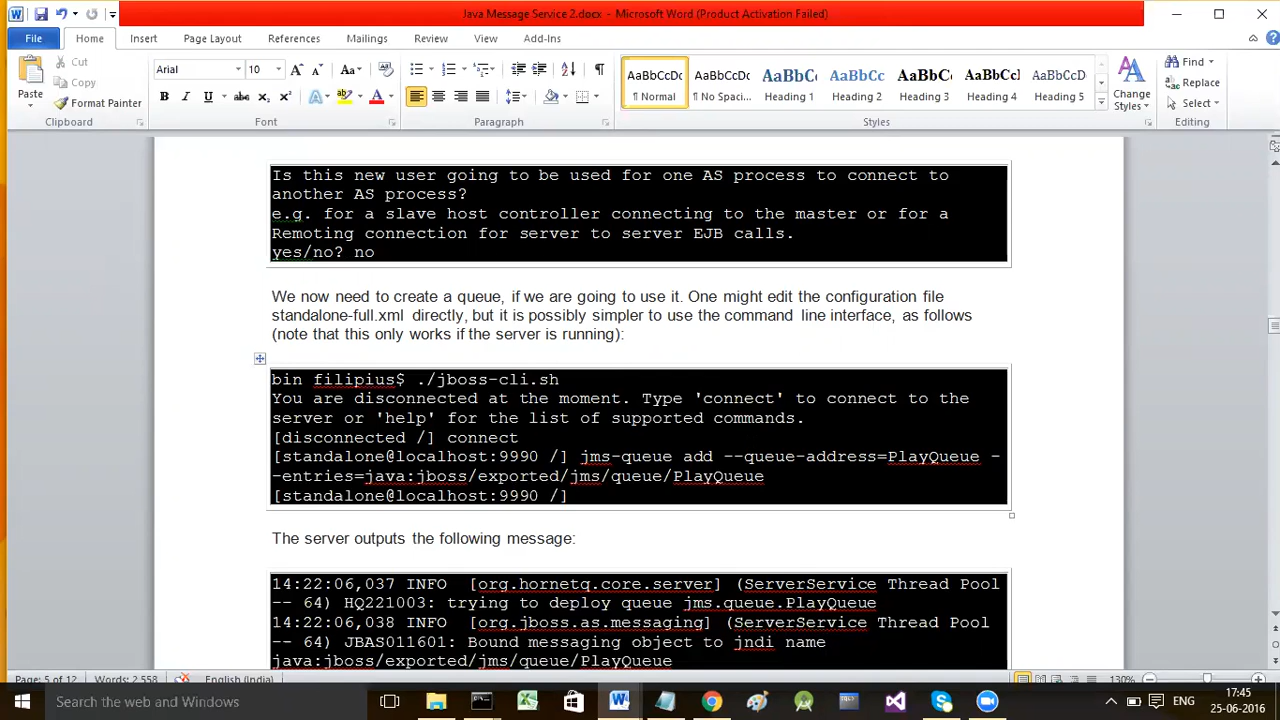 Java Message Service 2.docx - Microsoft Word (Product Activation Failed)
File Home Insert Page Layout References Mailings Review View Add-Ins
Paste
Cut
Copy
Format Painter
Clipboard
Arial 10
Font
Paragraph
AaBbCcDc AaBbCcDc AaBbCc AaBbCc AaBbCcI AaBbCcI AaBbCcD
¶ Normal ¶ No Spaci... Heading 1 Heading 2 Heading 3 Heading 4 Heading 5
Change Styles
Styles
Find
Replace
Select
Editing
Is this new user going to be used for one AS process to connect to
another AS process?
e.g. for a slave host controller connecting to the master or for a
Remoting connection for server to server EJB calls.
yes/no? no
We now need to create a queue, if we are going to use it. One might edit the configuration file
standalone-full.xml directly, but it is possibly simpler to use the command line interface, as follows
(note that this only works if the server is running):
bin filipius$ ./jboss-cli.sh
You are disconnected at the moment. Type 'connect' to connect to the
server or 'help' for the list of supported commands.
[disconnected /] connect
[standalone@localhost:9990 /] jms-queue add --queue-address=PlayQueue -
-entries=java:jboss/exported/jms/queue/PlayQueue
[standalone@localhost:9990 /]
The server outputs the following message:
14:22:06,037 INFO [org.hornetq.core.server] (ServerService Thread Pool
-- 64) HQ221003: trying to deploy queue jms.queue.PlayQueue
14:22:06,038 INFO [org.jboss.as.messaging] (ServerService Thread Pool
-- 64) JBAS011601: Bound messaging object to jndi name
java:jboss/exported/jms/queue/PlayQueue
Page: 5 of 12 Words: 2,558 English (India) 130%
Search the web and Windows
ENG
17:45
25-06-2016